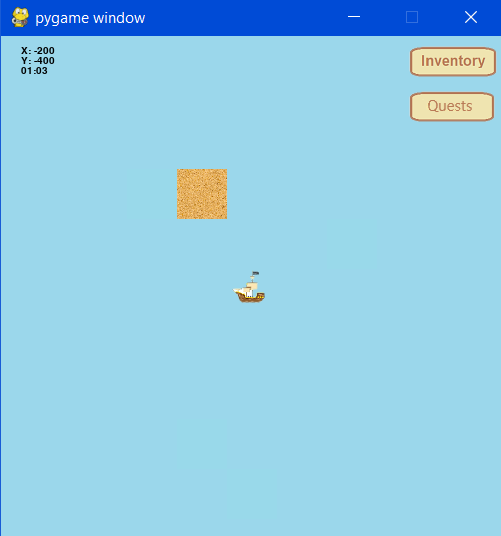 pygame window
X: -200
Y: -400
01:03
Inventory
Quests